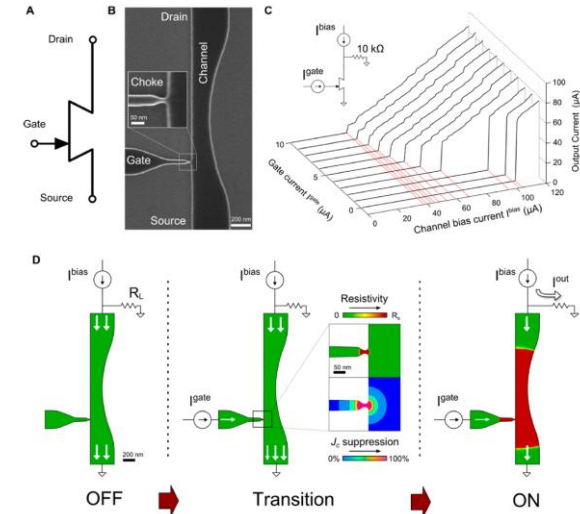 A
Drain
Gate
Source
B
Drain
Channel
Choke
50 nm
Gate
Source
200 nm
C
I^bias
10 kΩ
I^gate
Output Current (μA)
100
80
60
40
20
0
10
5
0
Gate current I^gate (μA)
0
20
40
60
80
100
120
Channel bias current I^bias (μA)
D
I^bias
R_L
200 nm
OFF
I^bias
I^gate
Resistivity
0
50 nm
J_c suppression
0%
100%
Transition
I^bias
I^out
I^gate
ON